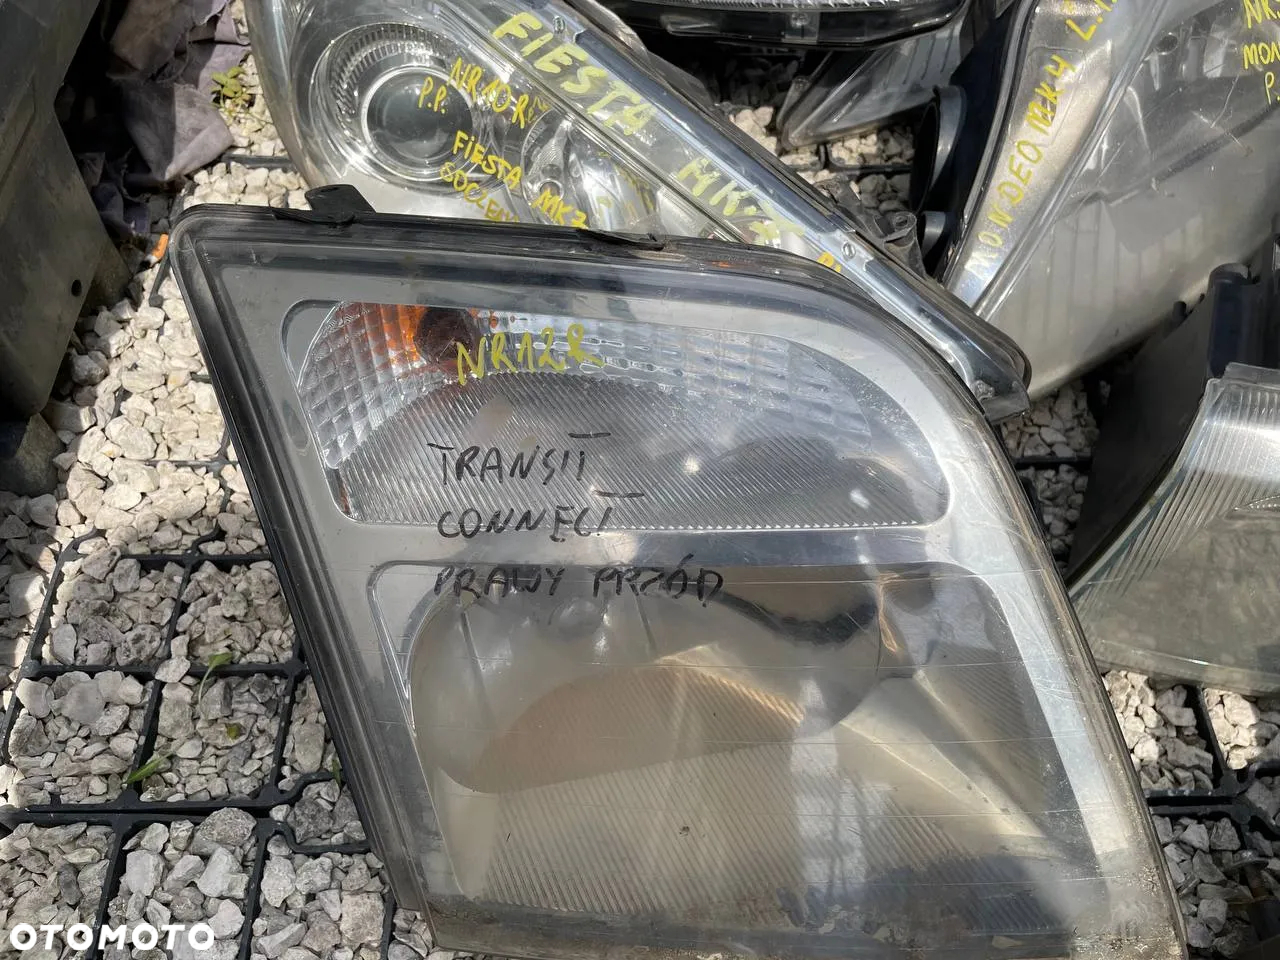 FIESTA MK7
NR10R
P.P.
FIESTA MK7
MONDEO MK4
NR12R
TRANSIT
CONNECT
PRAWY PRZÓD
OTOMOTO